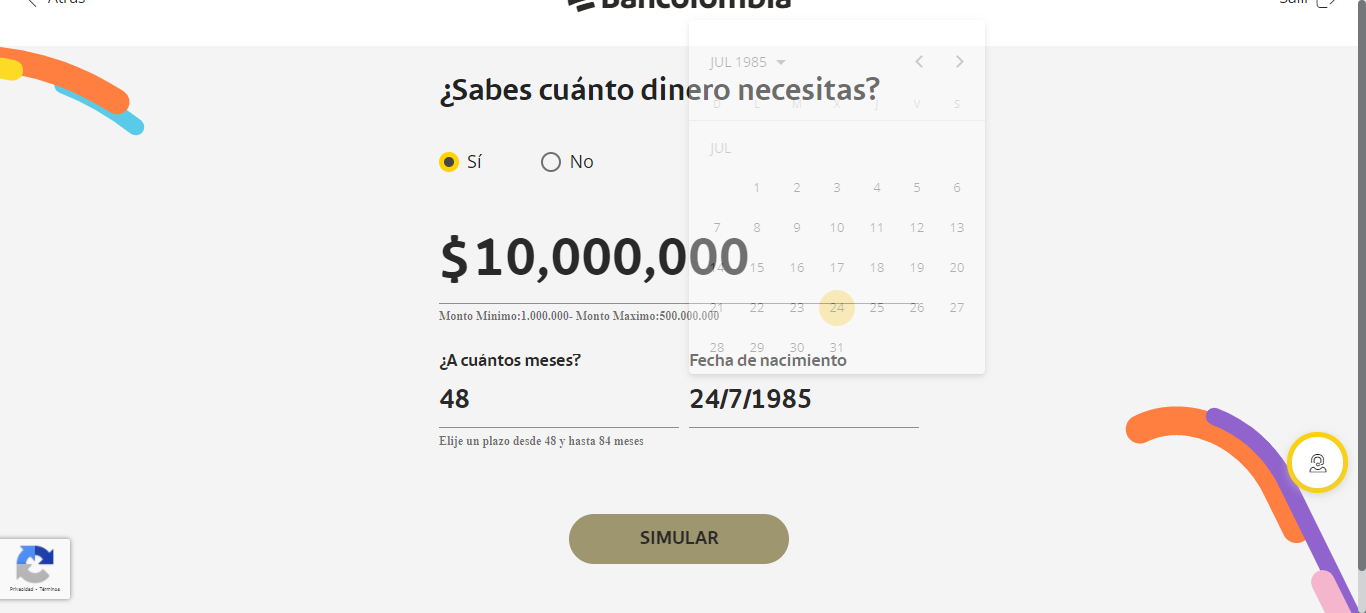 Atrás
Bancolombia
Salir
¿Sabes cuánto dinero necesitas?
Sí
No
$10,000,000
Monto Minimo:1.000.000- Monto Maximo:500.000.000
JUL 1985
D L M X J V S
JUL
1 2 3 4 5 6
7 8 9 10 11 12 13
14 15 16 17 18 19 20
21 22 23 24 25 26 27
28 29 30 31
¿A cuántos meses?
48
Elije un plazo desde 48 y hasta 84 meses
Fecha de nacimiento
24/7/1985
SIMULAR
Privacidad - Términos